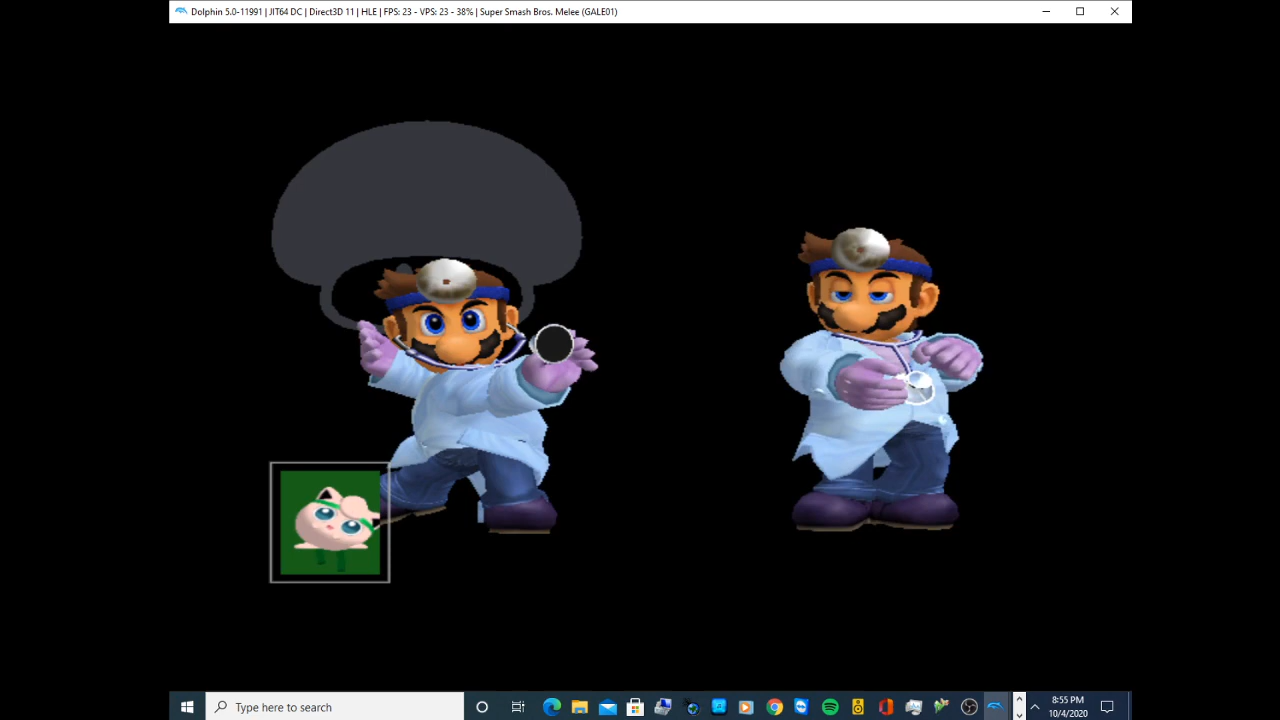 Dolphin 5.0-11991 | JIT64 DC | Direct3D 11 | HLE | FPS: 23 - VPS: 23 - 38% | Super Smash Bros. Melee (GALE01)
Type here to search
8:55 PM
10/4/2020